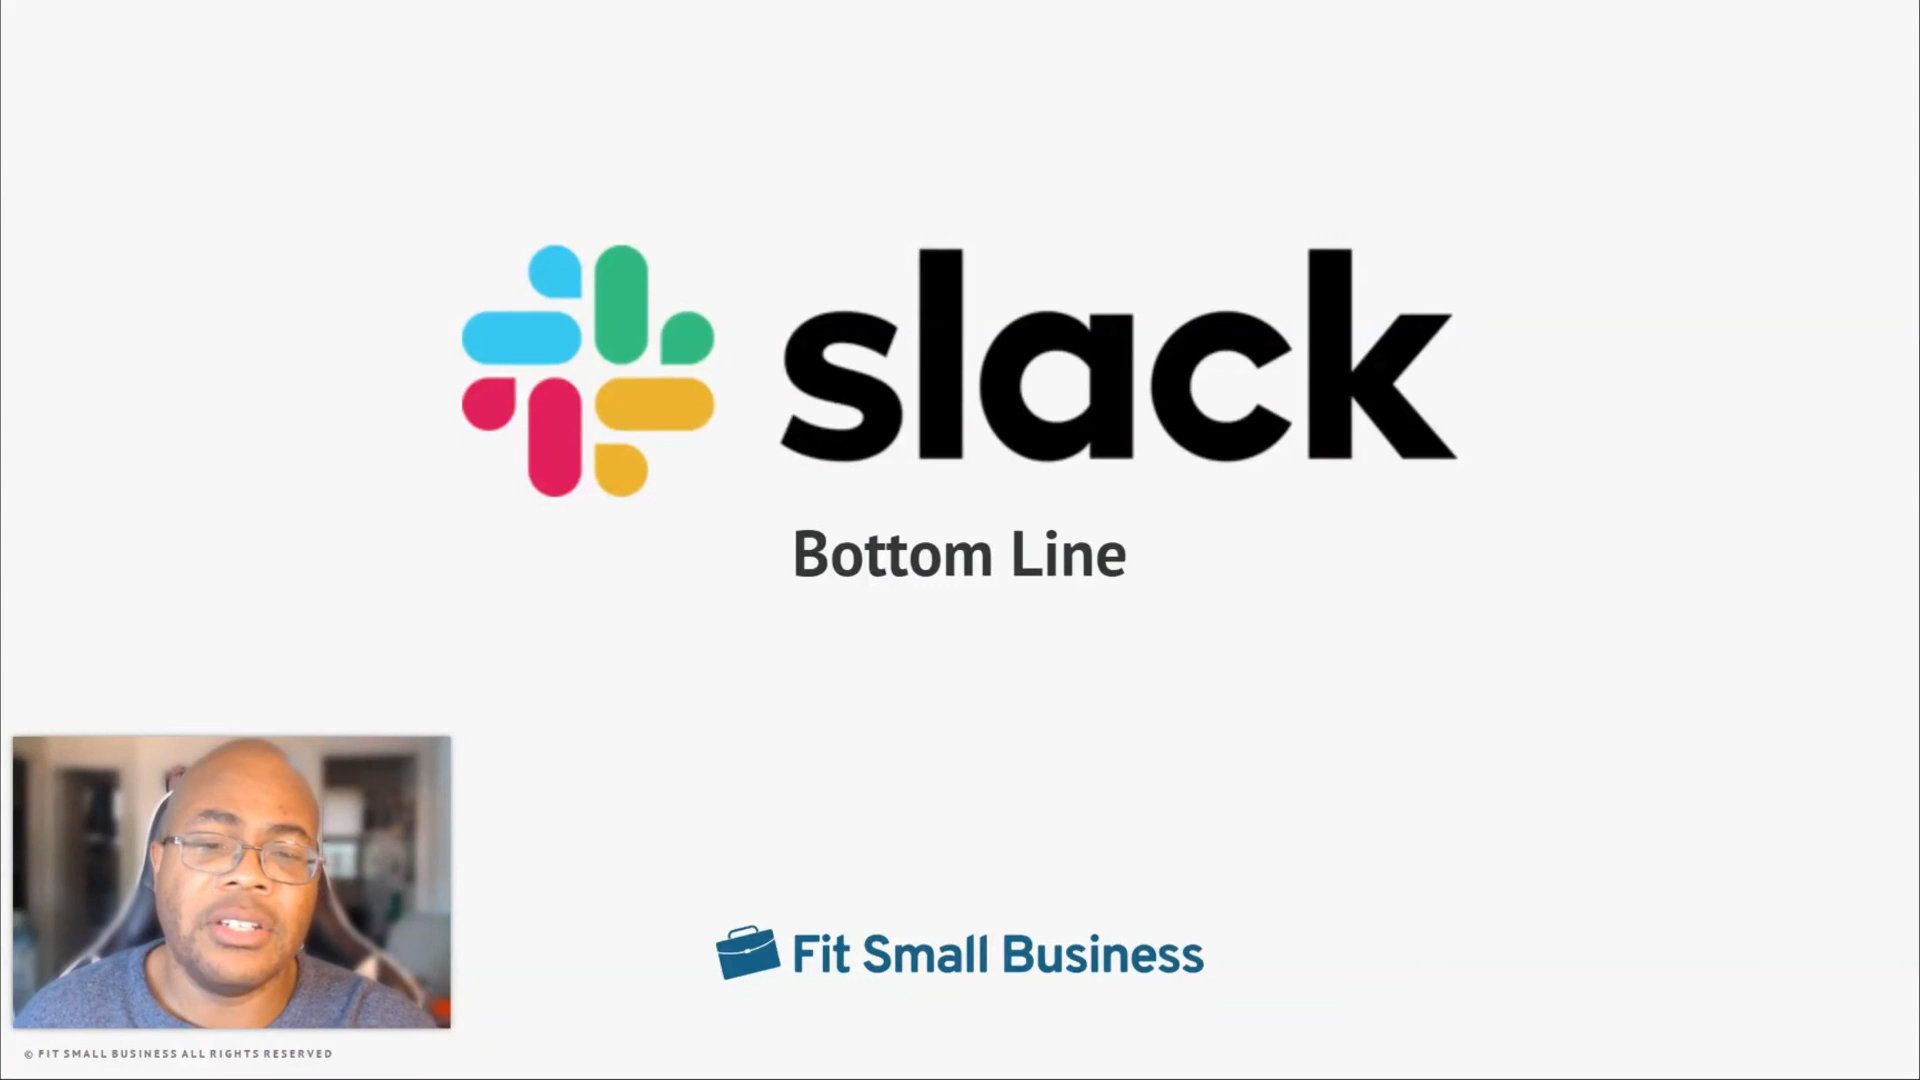 slack
Bottom Line
Fit Small Business
© FIT SMALL BUSINESS ALL RIGHTS RESERVED